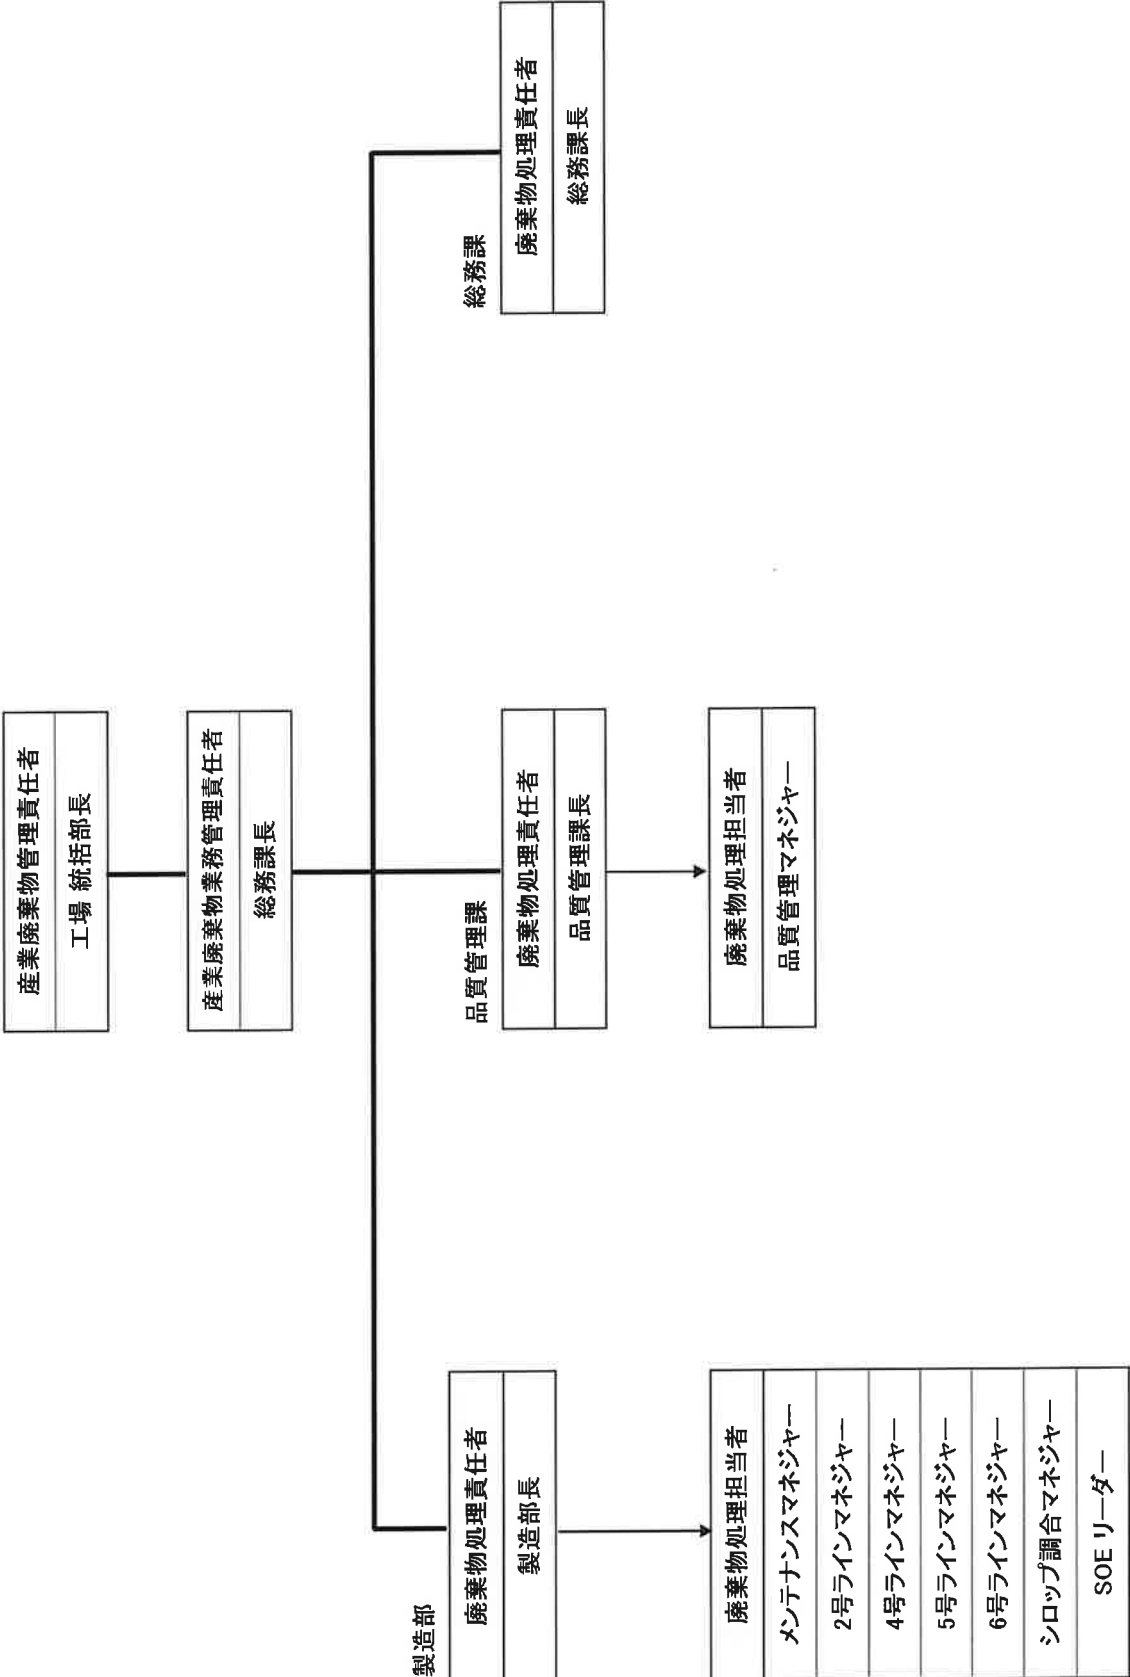 産業廃棄物管理責任者
工場 統括部長
産業廃棄物業務管理責任者
総務課長
製造部
廃棄物処理責任者
製造部長
廃棄物処理担当者
メンテナンスマネジャー
2号ラインマネジャー
4号ラインマネジャー
5号ラインマネジャー
6号ラインマネジャー
シロップ調合マネジャー
SOE リーダー
品質管理課
廃棄物処理責任者
品質管理課長
廃棄物処理担当者
品質管理マネジャー
総務課
廃棄物処理責任者
総務課長